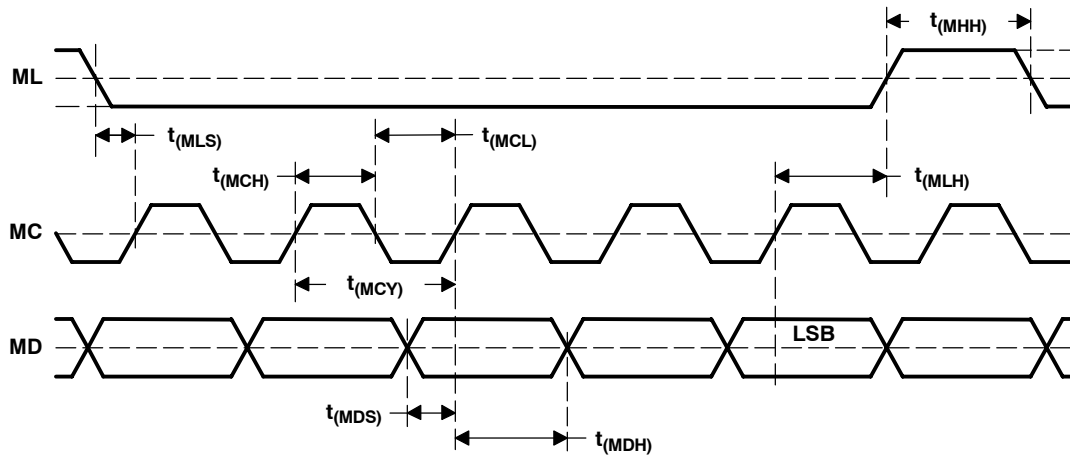 t(MHH)
ML
t(MLS)
t(MCL)
t(MCH)
t(MLH)
MC
t(MCY)
MD
LSB
t(MDS)
t(MDH)